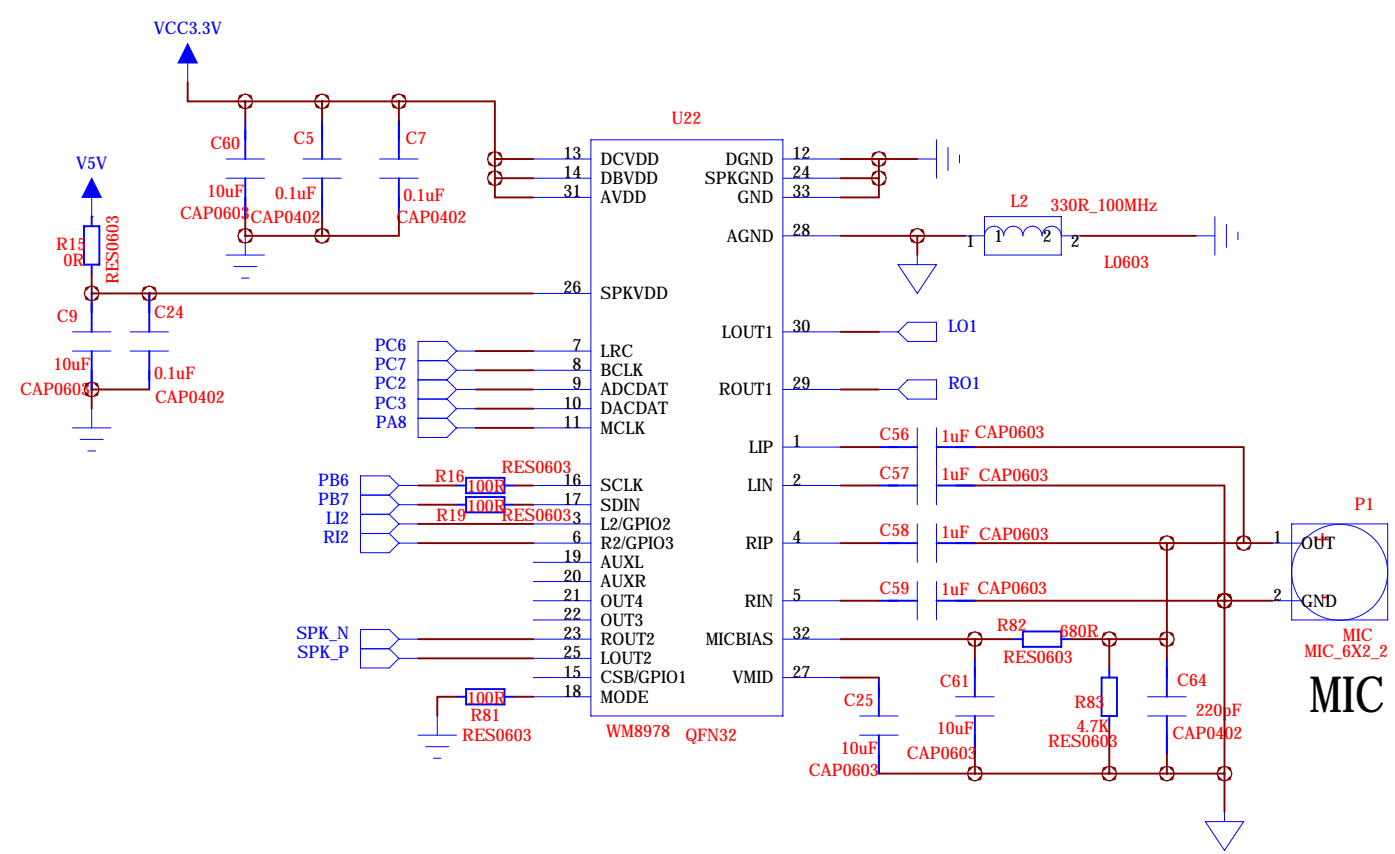 VCC3.3V
U22
C60
C5
C7
10uF
0.1uF
0.1uF
CAP0603
CAP0402
CAP0402
V5V
R15
0R
RES0603
C9
C24
10uF
0.1uF
CAP0603
CAP0402
13 DCVDD
14 DBVDD
31 AVDD
26 SPKVDD
PC6 7 LRC
PC7 8 BCLK
PC2 9 ADCDAT
PC3 10 DACDAT
PA8 11 MCLK
RES0603
PB6 R16 100R 16 SCLK
PB7 100R 17 SDIN
R19 RES0603
LI2 3 L2/GPIO2
RI2 6 R2/GPIO3
19 AUXL
20 AUXR
21 OUT4
22 OUT3
SPK_N 23 ROUT2
SPK_P 25 LOUT2
15 CSB/GPIO1
100R 18 MODE
R81
RES0603
WM8978 QFN32
DGND 12
SPKGND 24
GND 33
AGND 28
L2 330R_100MHz
1 1 2 2
L0603
LOUT1 30 LO1
ROUT1 29 RO1
LIP 1 C56 1uF CAP0603
LIN 2 C57 1uF CAP0603
RIP 4 C58 1uF CAP0603
RIN 5 C59 1uF CAP0603
MICBIAS 32 R82 680R
RES0603
VMID 27
C25
10uF
CAP0603
C61
10uF
CAP0603
R83
4.7K
RES0603
C64
220pF
CAP0402
P1
1 OUT
2 GND
MIC
MIC_6X2_2
MIC